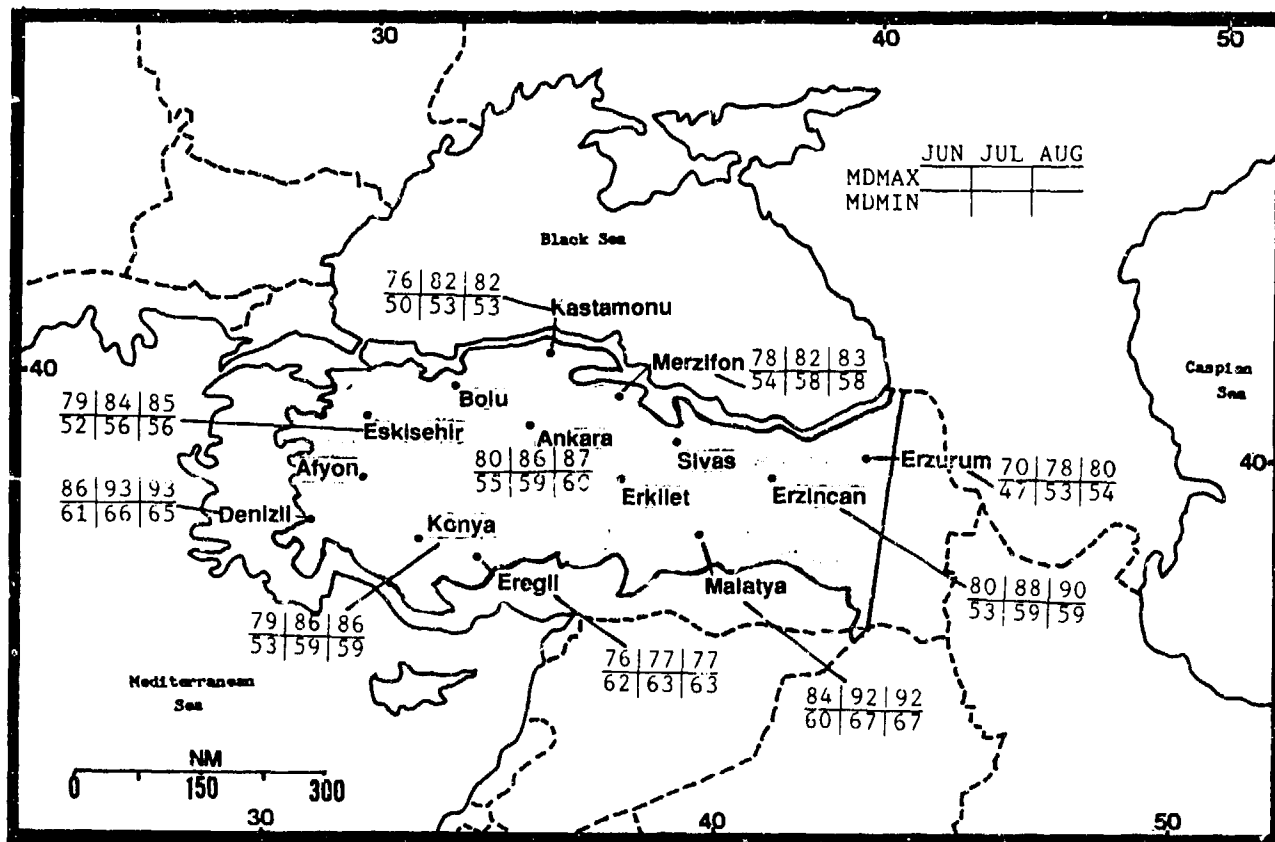 30 40 50
JUN JUL AUG
MDMAX
MDMIN
Black Sea
76 82 82
50 53 53
Kastamonu
40
Merzifon
78 82 83
54 58 58
Caspian
Sea
79 84 85
52 56 56
Bolu
Eskisehir
Ankara
80 86 87
55 59 60
Sivas
Erzurum
70 78 80
47 53 54
40
Afyon
Erkilet
Erzincan
86 93 93
61 66 65
Denizli
Konya
Eregli
Malatya
80 88 90
53 59 59
79 86 86
53 59 59
76 77 77
62 63 63
84 92 92
60 67 67
Mediterranean
Sea
NM
0 150 300
30 40 50